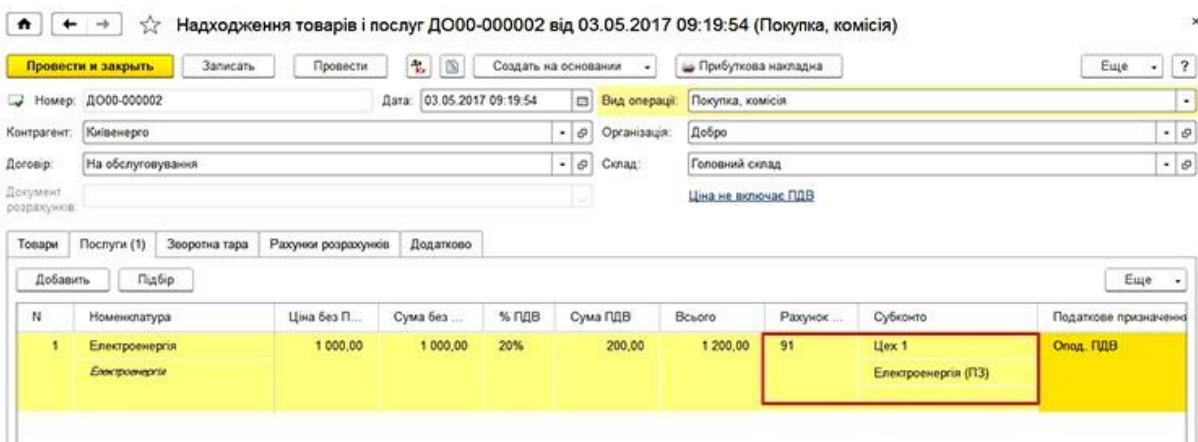 Надходження товарів і послуг ДО00-000002 від 03.05.2017 09:19:54 (Покупка, комісія)
Провести и закрыть Записать Провести Создать на основании Прибуткова накладна Еще ?
Номер: ДО00-000002 Дата: 03.05.2017 09:19:54 Вид операції: Покупка, комісія
Контрагент: Київенерго Організація: Добро
Договір: На обслуговування Склад: Головний склад
Документ розрахунків: Ціна не включає ПДВ
Товари Послуги (1) Зворотна тара Рахунки розрахунків Додатково
Добавить Підбір Еще
N Номенклатура Ціна без П... Сума без ... % ПДВ Сума ПДВ Всього Рахунок ... Субконто Податкове призначенн
1 Електроенергія 1 000,00 1 000,00 20% 200,00 1 200,00 91 Цех 1 Опод. ПДВ
Електроенергія Електроенергія (ПЗ)